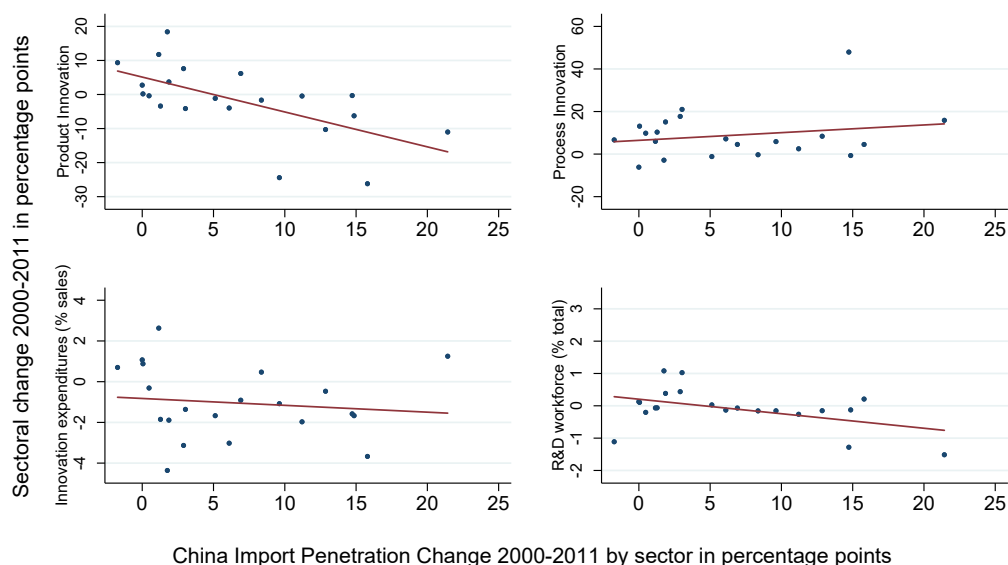 Sectoral change 2000-2011 in percentage points
Product Innovation
20
10
0
-10
-20
-30
0 5 10 15 20 25
Process Innovation
60
40
20
0
-20
0 5 10 15 20 25
Innovation expenditures (% sales)
4
2
0
-2
-4
0 5 10 15 20 25
R&D workforce (% total)
3
2
1
0
-1
-2
0 5 10 15 20 25
China Import Penetration Change 2000-2011 by sector in percentage points